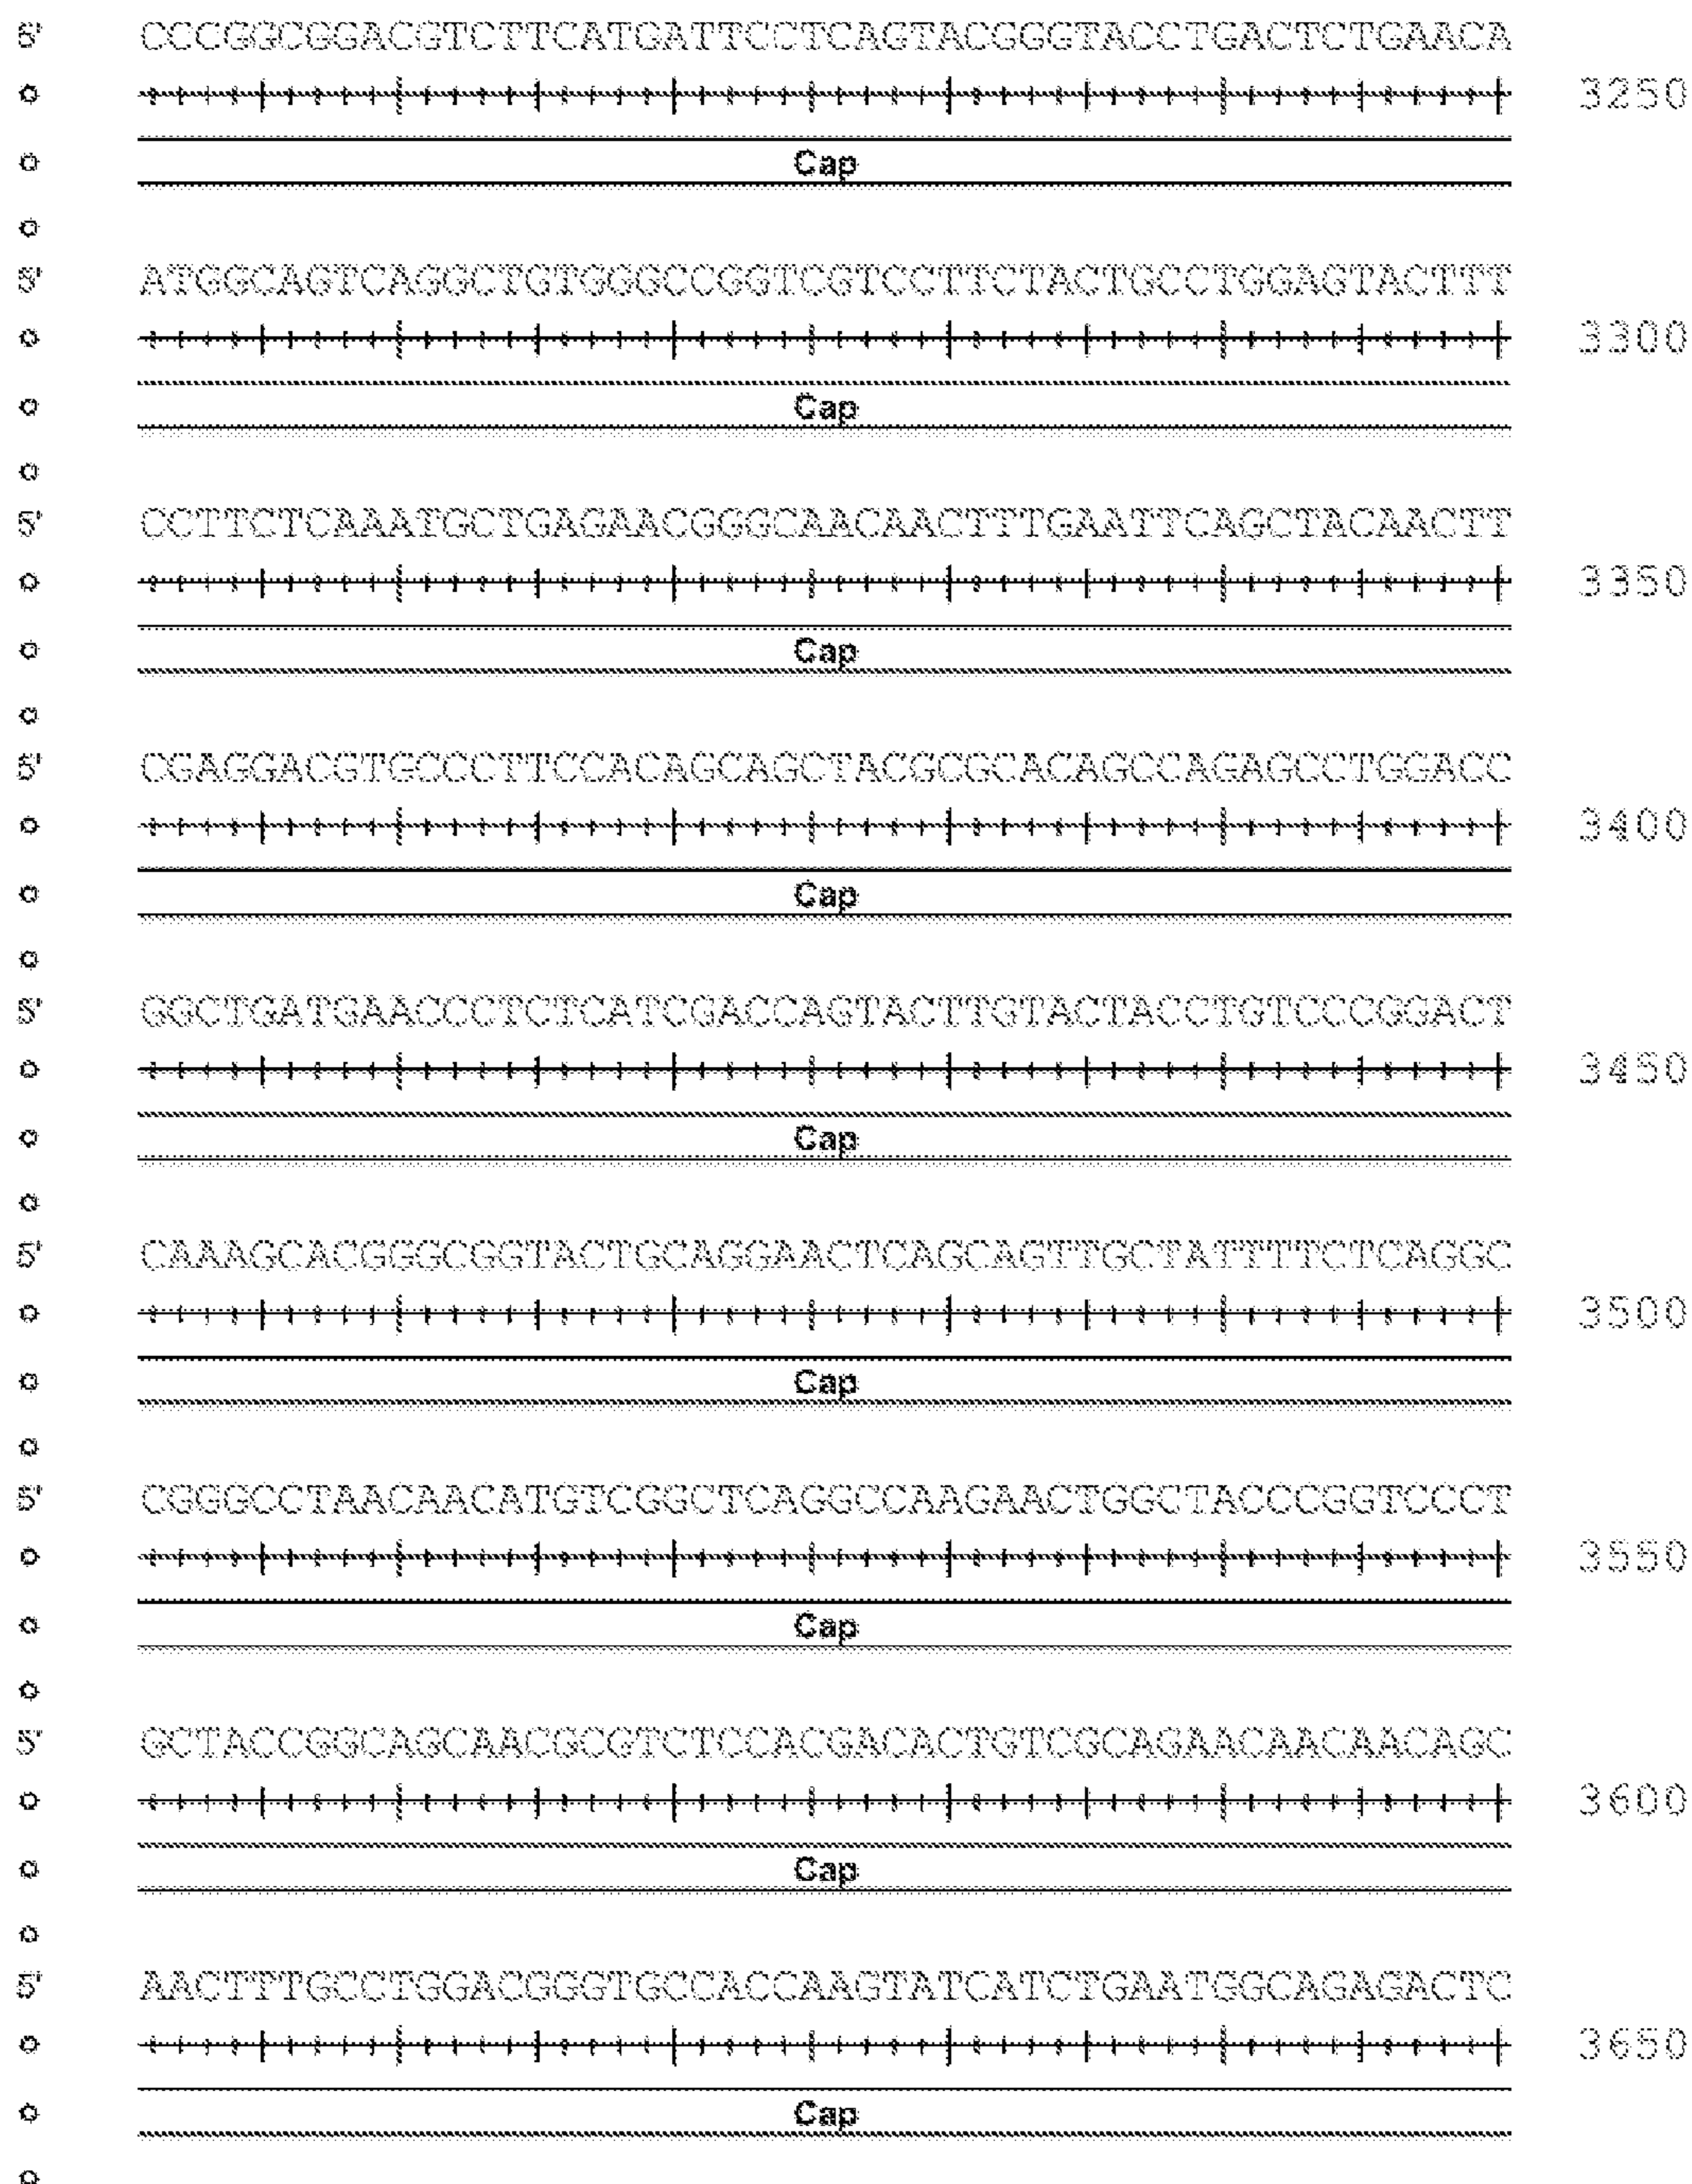 5' CCCGGCGGACGTCTTCATGATTCCTCAGTACGGGTACCTGACTCTGAACA
3250
Cap
5' ATGGCAGTCAGGCTGTGGGCCGGTCGTCCTTCTACTGCCTGGAGTACTTT
3300
Cap
5' CCTTCTCAAATGCTGAGAACGGGCAACAACTTTGAATTCAGCTACAACTT
3350
Cap
5' CGAGGACGTGCCCTTCCACAGCAGCTACGCGCACAGCCAGAGCCTGGACC
3400
Cap
5' GGCTGATGAACCCTCTCATCGACCAGTACTTGTACTACCTGTCCCGGACT
3450
Cap
5' CAAAGCACGGGCGGTACTGCAGGAACTCAGCAGTTGCTATTTTCTCAGGC
3500
Cap
5' CGGGCCTAACAACATGTCGGCTCAGGCCAAGAACTGGCTACCCGGTCCCT
3550
Cap
5' GCTACCGGCAGCAACGCGTCTCCACGACACTGTCGCAGAACAACAACAGC
3600
Cap
5' AACTTTGCCTGGACGGGTGCCACCAAGTATCATCTGAATGGCAGAGACTC
3650
Cap